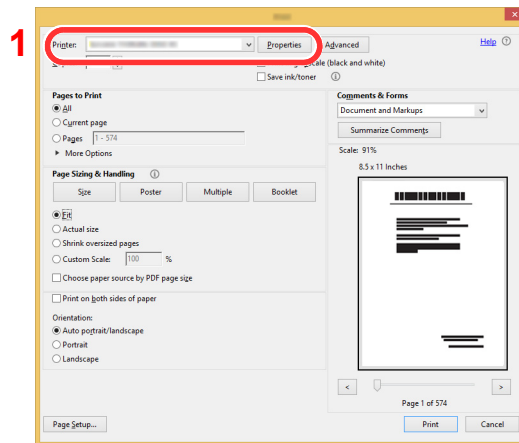 1
Printer:
Properties
Advanced
Help
(black and white)
Save ink/toner
Pages to Print
All
Current page
Pages
1 - 574
More Options
Comments & Forms
Document and Markups
Summarize Comments
Scale: 91%
8.5 x 11 Inches
Page Sizing & Handling
Size
Poster
Multiple
Booklet
Fit
Actual size
Shrink oversized pages
Custom Scale:
100
%
Choose paper source by PDF page size
Print on both sides of paper
Orientation:
Auto portrait/landscape
Portrait
Landscape
<
>
Page 1 of 574
Page Setup...
Print
Cancel